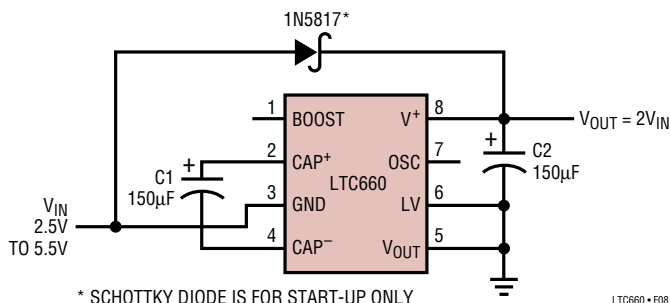 1N5817*
1 BOOST V+ 8
VOUT = 2VIN
2 CAP+ OSC 7
+ C1 150µF
LTC660
+ C2 150µF
3 GND LV 6
VIN
2.5V
TO 5.5V
4 CAP– VOUT 5
* SCHOTTKY DIODE IS FOR START-UP ONLY
LTC660 • F08